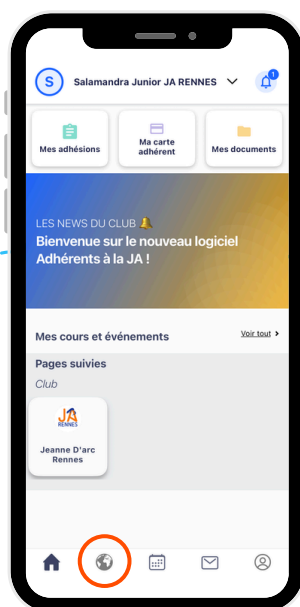 S
Salamandra Junior JA RENNES
0
Mes adhésions
Ma carte
adhérent
Mes documents
LES NEWS DU CLUB 🔔
Bienvenue sur le nouveau logiciel
Adhérents à la JA !
Mes cours et événements
Voir tout >
Pages suivies
Club
JA
RENNES
Jeanne D'arc
Rennes